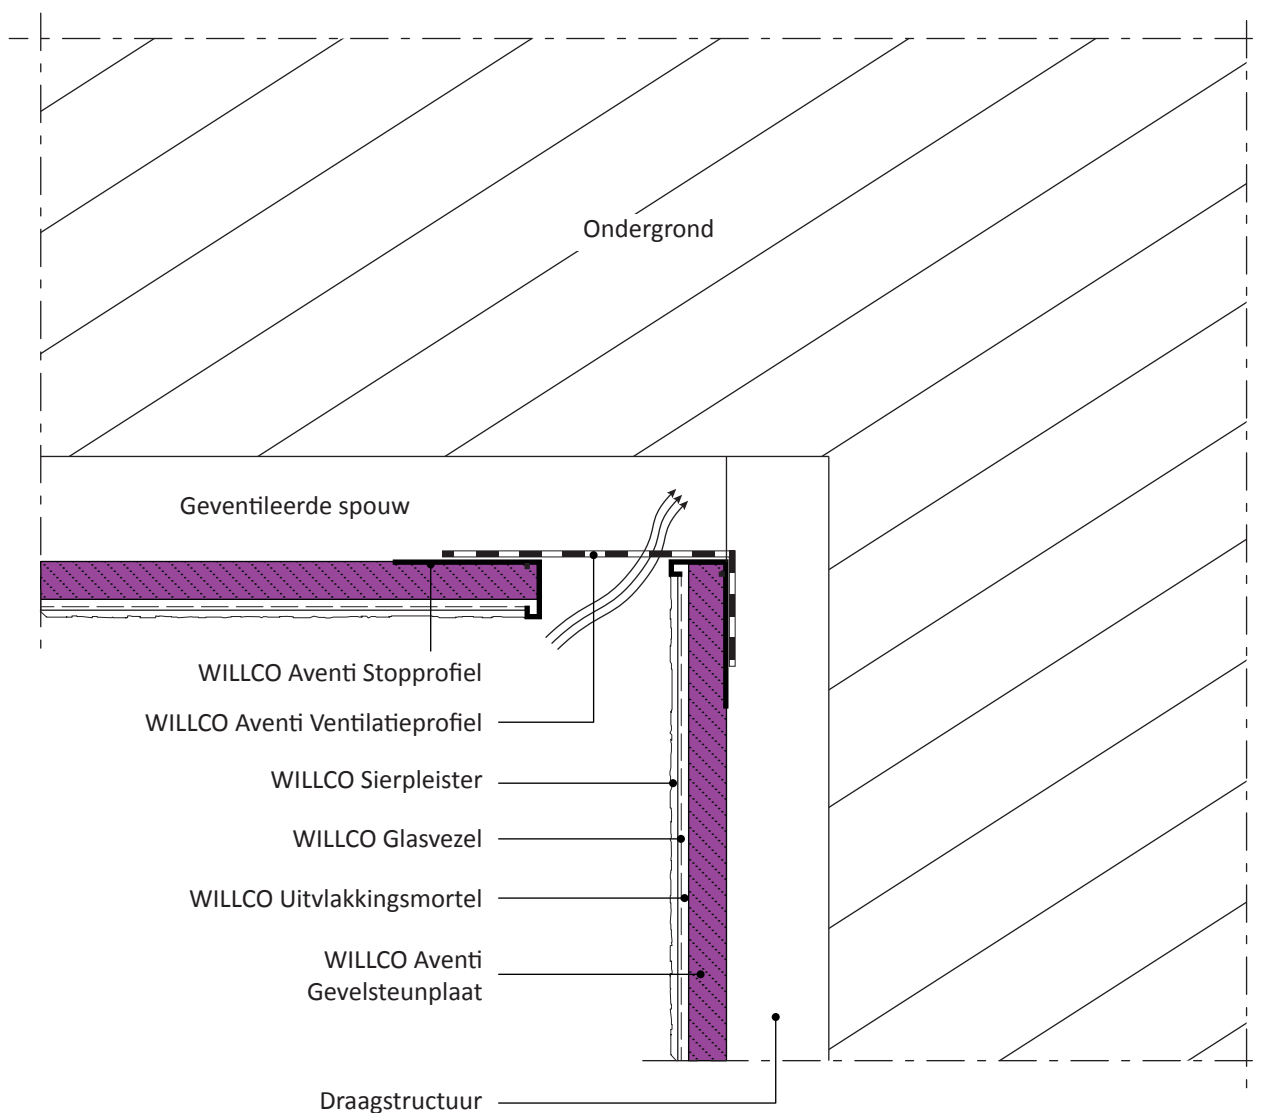 Ondergrond
Geventileerde spouw
WILLCO Aventi Stopprofiel
WILLCO Aventi Ventilatieprofiel
WILLCO Sierpleister
WILLCO Glasvezel
WILLCO Uitvlakkingsmortel
WILLCO Aventi
Gevelsteunplaat
Draagstructuur